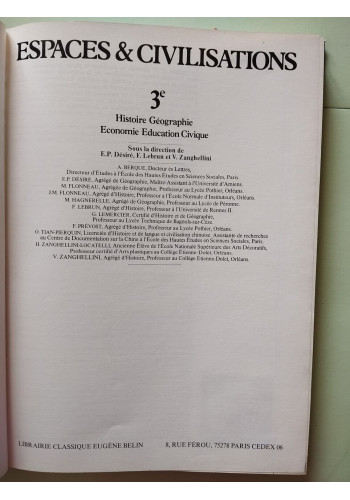 ESPACES & CIVILISATIONS
3e
Histoire Géographie
Economie Education Civique
Sous la direction de
E.P. Désiré, F. Lebrun et V. Zanghellini
A. BERQUE, Docteur ès Lettres,
Directeur d'Études à l'École des Hautes Études en Sciences Sociales, Paris.
E.P. DÉSIRÉ, Agrégé de Géographie, Maître-Assistant à l'Université d'Amiens.
M. FLONNEAU, Agrégée de Géographie, Professeur au Lycée Pothier, Orléans.
J.M. FLONNEAU, Agrégé d'Histoire, Professeur à l'École Normale d'Instituteurs, Orléans.
M. HAGNERELLE, Agrégé de Géographie, Professeur au Lycée de Péronne.
F. LEBRUN, Agrégé d'Histoire, Professeur à l'Université de Rennes II
G. LEMERCIER, Certifié d'Histoire et de Géographie,
Professeur au Lycée Technique de Bagnols-sur-Cèze.
F. PRÉVOST, Agrégé d'Histoire, Professeur au Lycée Pothier, Orléans.
O. TIAN-PIERQUIN, Licenciée d'Histoire et de langue et civilisation chinoise. Assistante de recherches
au Centre de Documentation sur la Chine à l'École des Hautes Études en Sciences Sociales, Paris.
H. ZANGHELLINI-LOCATELLI, Ancienne Élève de l'École Nationale Supérieure des Arts Décoratifs,
Professeur certifié d'Arts plastiques au Collège Étienne-Dolet, Orléans.
V. ZANGHELLINI, Agrégé d'Histoire, Professeur au Collège Étienne-Dolet, Orléans.
LIBRAIRIE CLASSIQUE EUGÈNE BELIN 8, RUE FÉROU, 75278 PARIS CEDEX 06